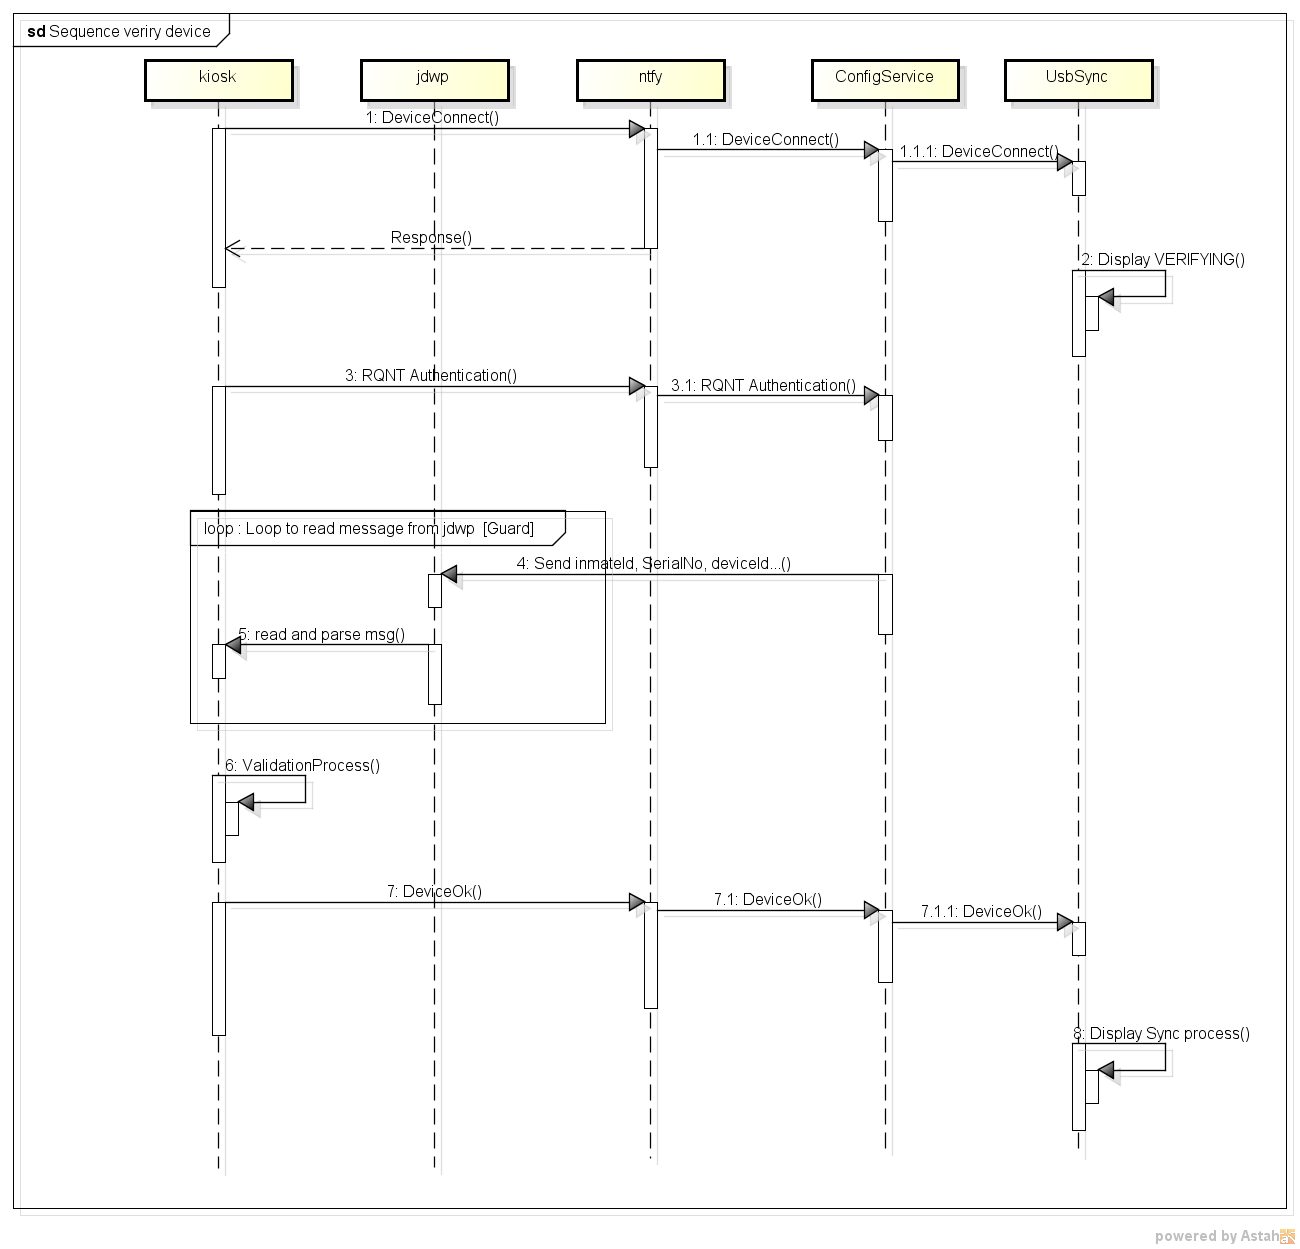 sd Sequence veriry device
kiosk
jdwp
ntfy
ConfigService
UsbSync
1: DeviceConnect()
1.1: DeviceConnect()
1.1.1: DeviceConnect()
Response()
2: Display VERIFYING()
3: RQNT Authentication()
3.1: RQNT Authentication()
loop : Loop to read message from jdwp [Guard]
4: Send inmateId, SerialNo, deviceId...()
5: read and parse msg()
6: ValidationProcess()
7: DeviceOk()
7.1: DeviceOk()
7.1.1: DeviceOk()
8: Display Sync process()
powered by Astah